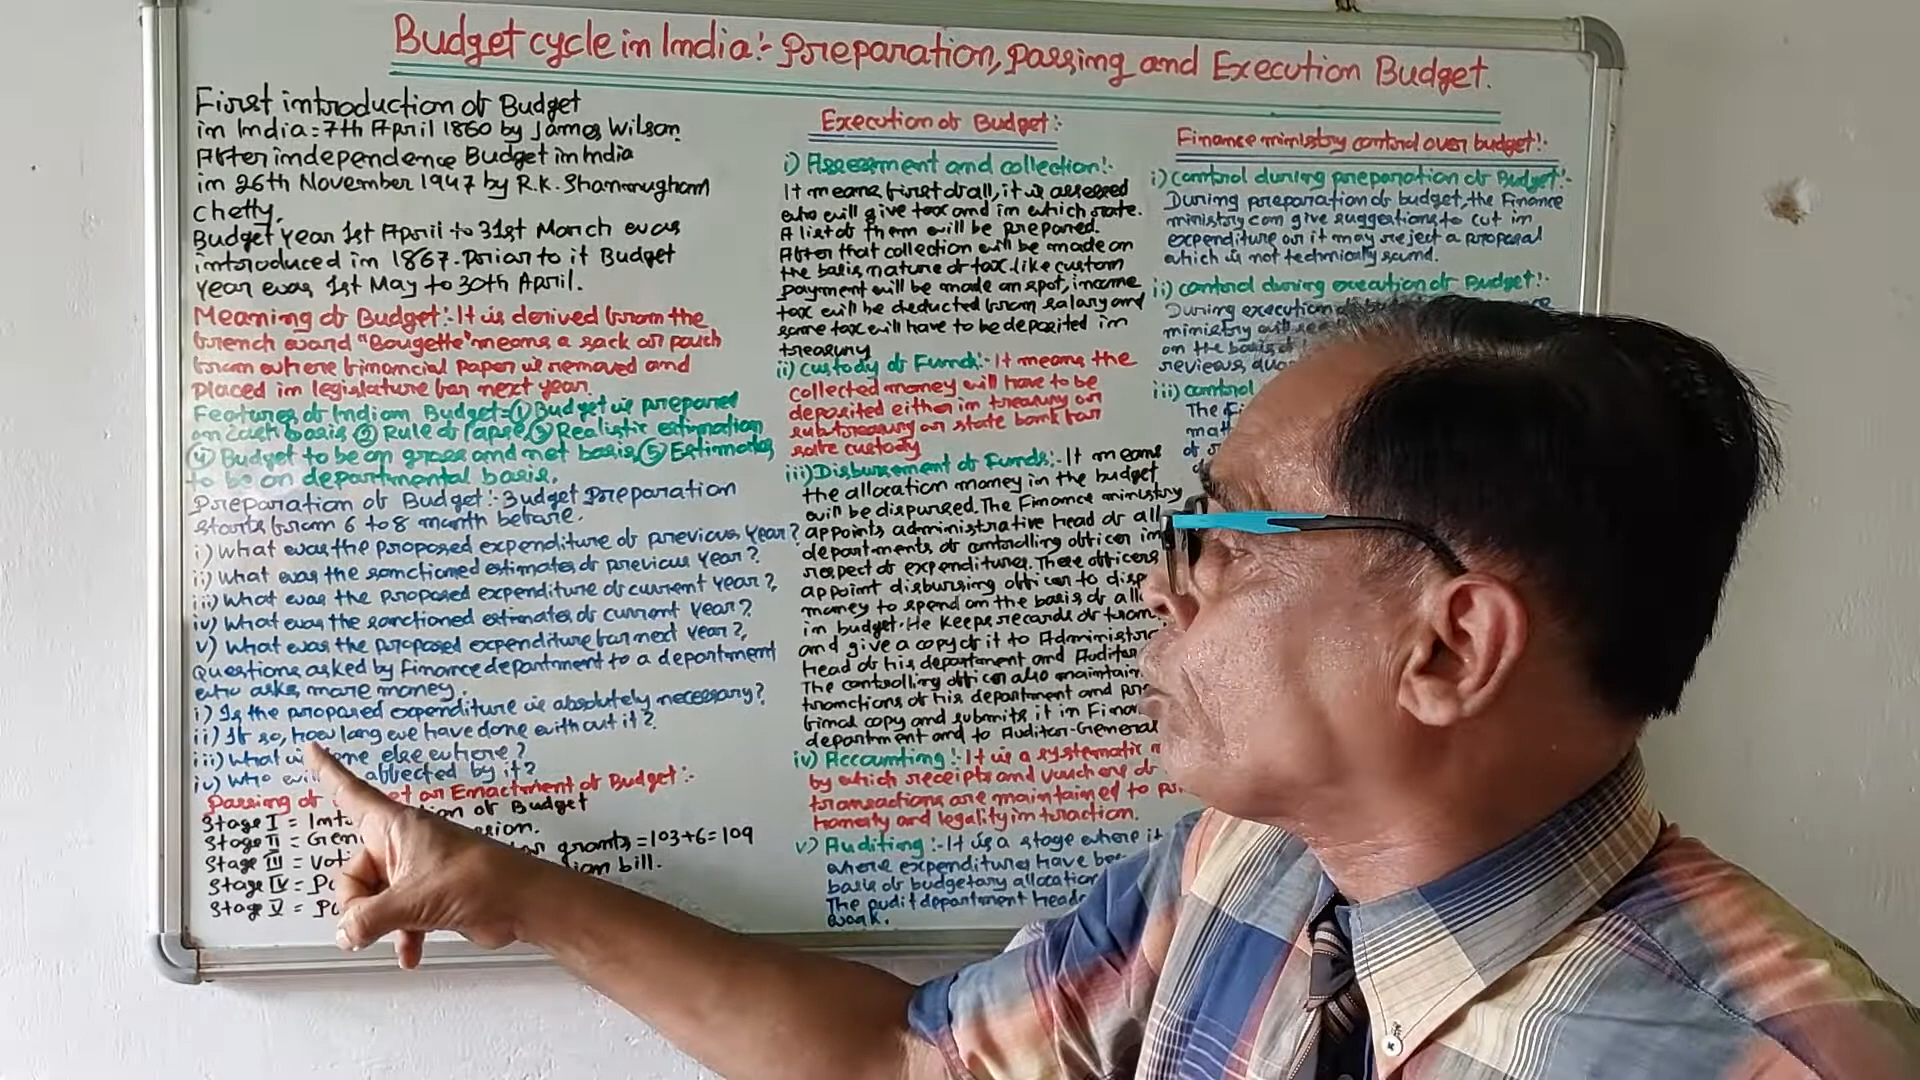 Budget cycle in India:- Preparation, Passing and Execution Budget.
First introduction of Budget
in India = 7th April 1860 by James Wilson.
After independence Budget in India
in 26th November 1947 by R.K. Shanmugham
chetty.
Budget year 1st April to 31st March was
introduced in 1867. Prior to it Budget
year was 1st May to 30th April.
Meaning of Budget:- It is derived from the
french word "Bougette" means a sack or pouch
from where financial paper is removed and
placed in legislature for next year.
Features of Indian Budget=① Budget is prepared
on cash basis ② Rule of lapse, ③ Realistic estimation
④ Budget to be on gross and net basis, ⑤ Estimates
to be on departmental basis.
Preparation of Budget:- Budget Preparation
starts from 6 to 8 month before.
i) What was the proposed expenditure of previous year?
ii) What was the sanctioned estimates of previous year?
iii) What was the proposed expenditure of current year?
iv) What was the sanctioned estimates of current year?
v) What was the proposed expenditure for next year?
Questions asked by Finance department to a department
who asks more money.
i) Is the proposed expenditure is absolutely necessary?
ii) If so, how long we have done without it?
iii) What is done elsewhere?
iv) Who will affected by it?
Passing of or Enactment of Budget:-
Stage I = of Budget
Stage II =
Stage III = grants = 103+6=109
Stage IV = bill.
Stage V =
Execution of Budget:
i) Assessment and collection:-
It means first of all, it is assessed
who will give tax and in which rate.
A list of them will be prepared.
After that collection will be made on
the basis nature of tax. like custom
payment will be made on spot, income
tax will be deducted from salary and
some tax will have to be deposited in
treasury
ii) Custody of Fund:- It means the
collected money will have to be
deposited either in treasury or
subtreasury or state bank for
safe custody
iii) Disbursement of Funds:- It means
the allocation money in the budget
will be dispursed. The Finance ministry
appoints administrative head of all
departments of controlling officer in
respect of expenditures. These officers
appoint disbursing officer to
money to spend on the basis of
in budget. He keeps records of
and give a copy of it to
head of his department and
The controlling officer also
of his department and
final copy and submits it in
department and to Auditor-General
iv) Accounting:- It is a systematic
by which receipts and vouchers of
transactions are maintained to
honesty and legality in
v) Auditing:- It is a stage where it
where expenditures have
basis of budgetary
The audit department
work.
Finance ministry control over budget:-
i) control during preparation of Budget:-
During preparation of budget, the Finance
ministry can give suggestions to cut in
expenditure or it may reject a proposal
which is not technically sound.
ii) control during execution of Budget:-
During execution
ministry will
on the basis
reviews
iii) control
The